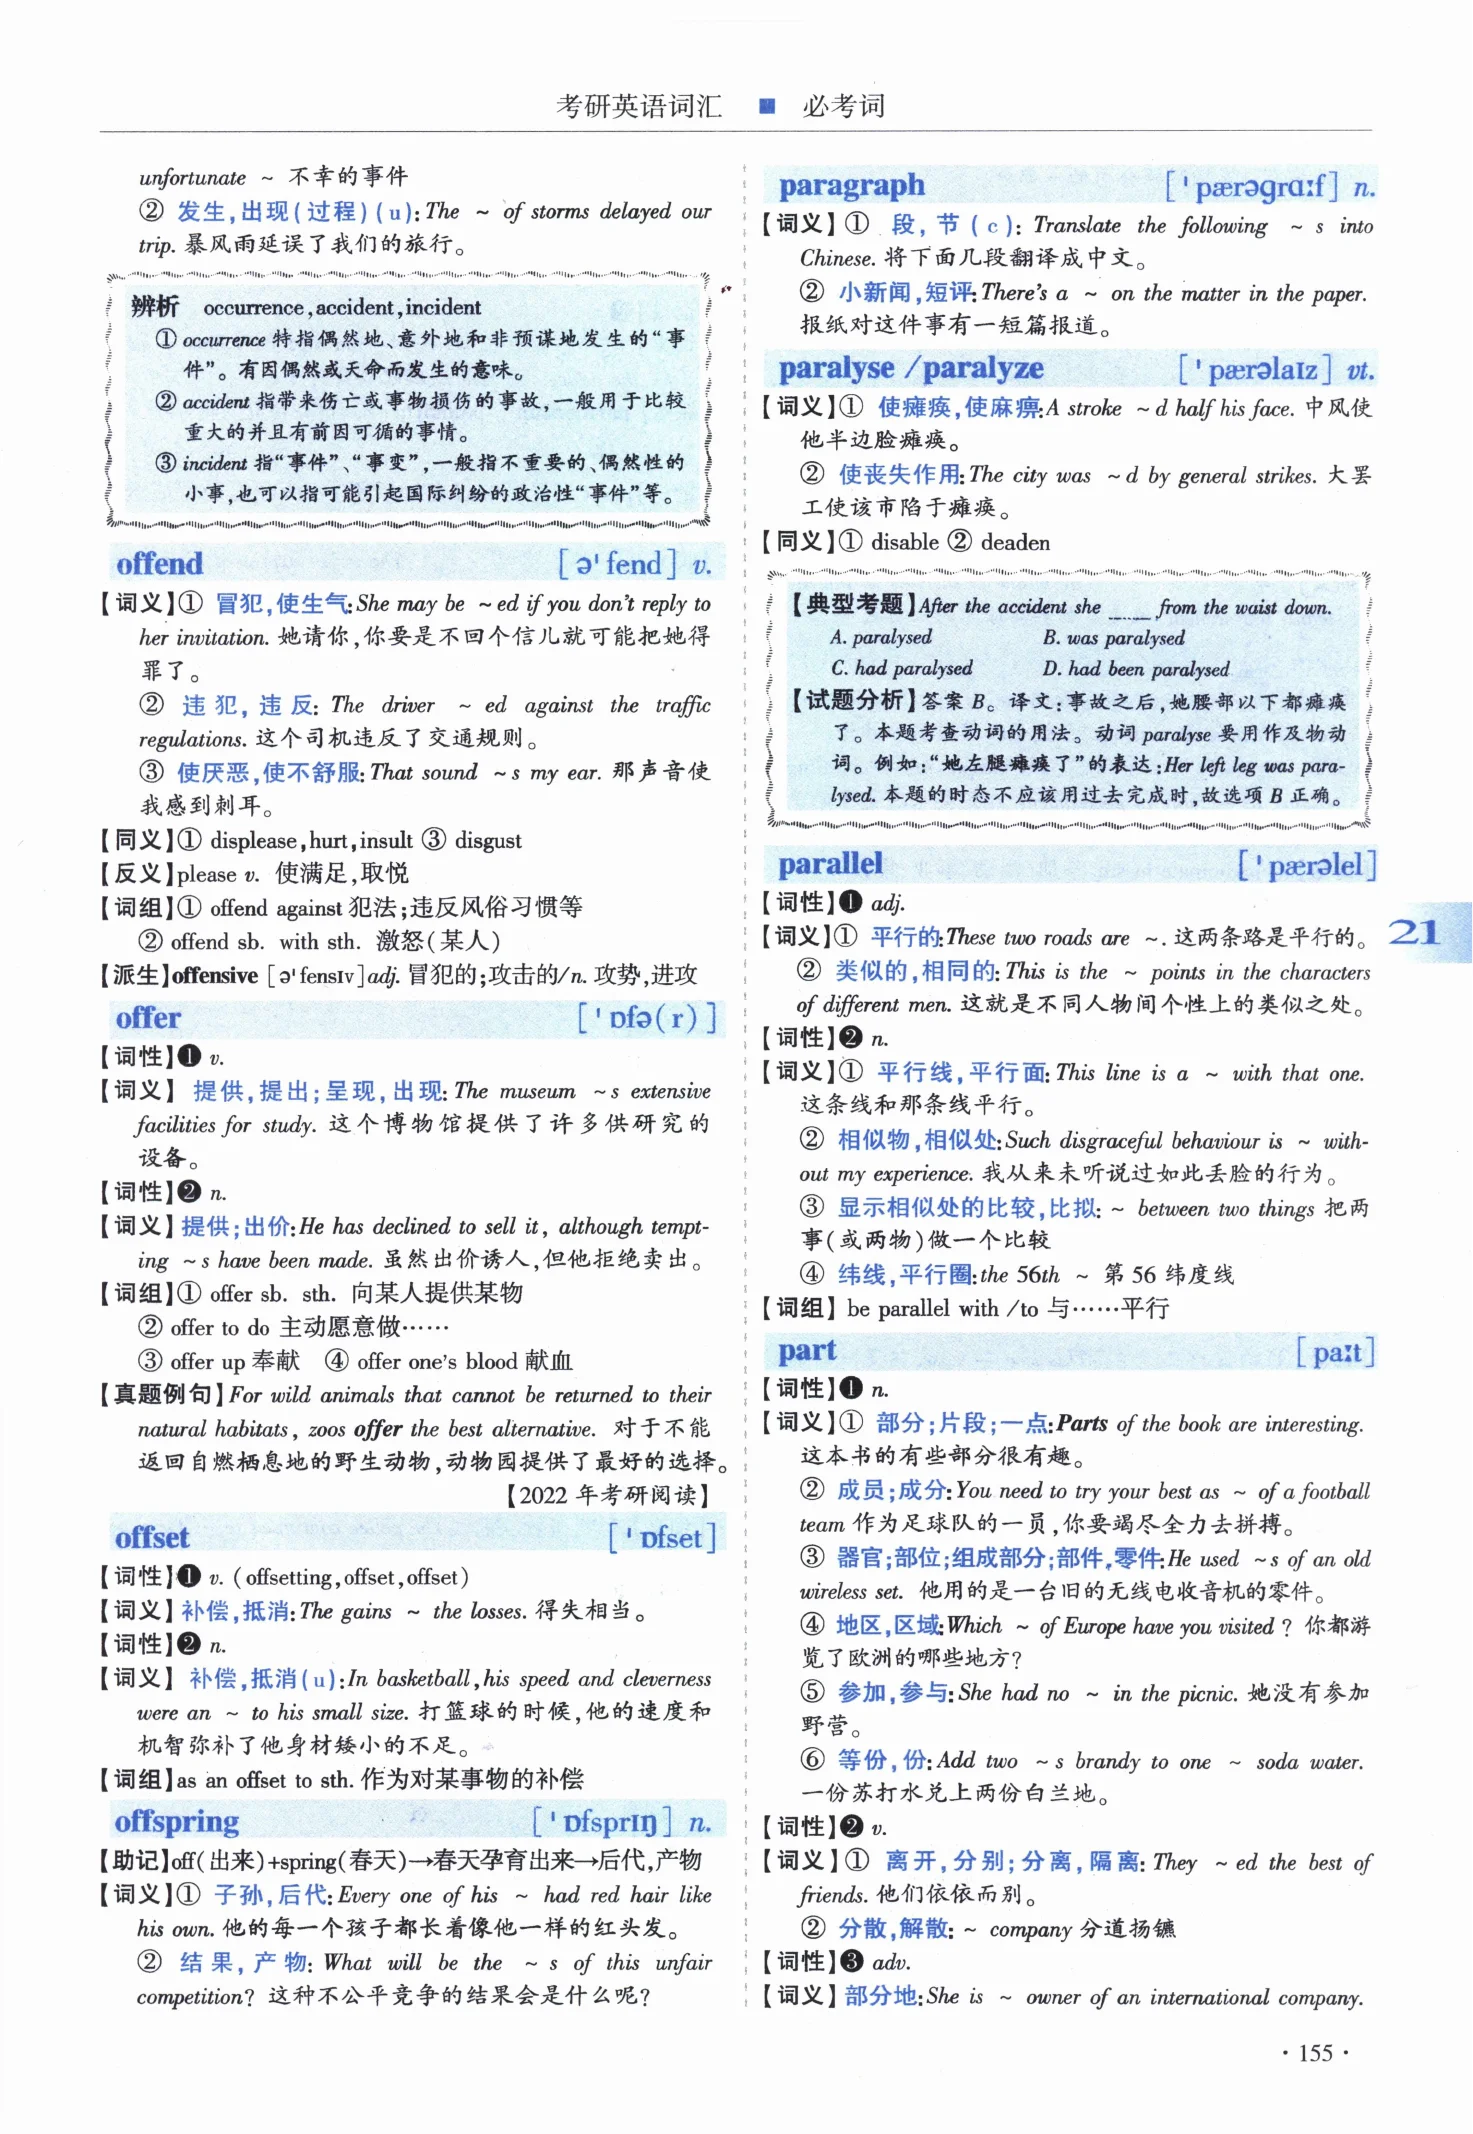 考研英语词汇 ■ 必考词
unfortunate ~ 不幸的事件
② 发生,出现(过程)(u):The ~ of storms delayed our
trip. 暴风雨延误了我们的旅行。
辨析 occurrence,accident,incident
① occurrence 特指偶然地、意外地和非预谋地发生的“事
件”。有因偶然或天命而发生的意味。
② accident 指带来伤亡或事物损伤的事故,一般用于比较
重大的并且有前因可循的事情。
③ incident 指“事件”、“事变”,一般指不重要的、偶然性的
小事,也可以指可能引起国际纠纷的政治性“事件”等。
offend [ə'fend] v.
【词义】① 冒犯,使生气:She may be ~ed if you don't reply to
her invitation. 她请你,你要是不回个信儿就可能把她得
罪了。
② 违犯,违反: The driver ~ ed against the traffic
regulations. 这个司机违反了交通规则。
③ 使厌恶,使不舒服:That sound ~s my ear. 那声音使
我感到刺耳。
【同义】① displease,hurt,insult ③ disgust
【反义】please v. 使满足,取悦
【词组】① offend against 犯法;违反风俗习惯等
② offend sb. with sth. 激怒(某人)
【派生】offensive [ə'fensɪv]adj. 冒犯的;攻击的/n. 攻势,进攻
offer ['ɒfə(r)]
【词性】❶ v.
【词义】 提供,提出;呈现,出现: The museum ~s extensive
facilities for study. 这个博物馆提供了许多供研究的
设备。
【词性】❷ n.
【词义】提供;出价:He has declined to sell it, although tempt-
ing ~s have been made. 虽然出价诱人,但他拒绝卖出。
【词组】① offer sb. sth. 向某人提供某物
② offer to do 主动愿意做……
③ offer up 奉献 ④ offer one's blood 献血
【真题例句】For wild animals that cannot be returned to their
natural habitats, zoos offer the best alternative. 对于不能
返回自然栖息地的野生动物,动物园提供了最好的选择。
【2022 年考研阅读】
offset ['ɒfset]
【词性】❶ v. (offsetting,offset,offset)
【词义】补偿,抵消:The gains ~ the losses. 得失相当。
【词性】❷ n.
【词义】 补偿,抵消(u):In basketball,his speed and cleverness
were an ~ to his small size. 打篮球的时候,他的速度和
机智弥补了他身材矮小的不足。
【词组】as an offset to sth. 作为对某事物的补偿
offspring ['ɒfsprɪŋ] n.
【助记】off(出来)+spring(春天)→春天孕育出来→后代,产物
【词义】① 子孙,后代:Every one of his ~ had red hair like
his own. 他的每一个孩子都长着像他一样的红头发。
② 结果,产物: What will be the ~ s of this unfair
competition? 这种不公平竞争的结果会是什么呢?
paragraph ['pærəgrɑːf] n.
【词义】① 段,节(c): Translate the following ~ s into
Chinese. 将下面几段翻译成中文。
② 小新闻,短评:There's a ~ on the matter in the paper.
报纸对这件事有一短篇报道。
paralyse /paralyze ['pærəlaɪz] vt.
【词义】① 使瘫痪,使麻痹:A stroke ~d half his face. 中风使
他半边脸瘫痪。
② 使丧失作用:The city was ~d by general strikes. 大罢
工使该市陷于瘫痪。
【同义】① disable ② deaden
【典型考题】After the accident she ____ from the waist down.
A. paralysed B. was paralysed
C. had paralysed D. had been paralysed
【试题分析】答案 B。译文:事故之后,她腰部以下都瘫痪
了。本题考查动词的用法。动词 paralyse 要用作及物动
词。例如:“她左腿瘫痪了”的表达:Her left leg was para-
lysed. 本题的时态不应该用过去完成时,故选项 B 正确。
parallel ['pærəlel]
【词性】❶ adj.
【词义】① 平行的:These two roads are ~. 这两条路是平行的。
② 类似的,相同的: This is the ~ points in the characters
of different men. 这就是不同人物间个性上的类似之处。
【词性】❷ n.
【词义】① 平行线,平行面: This line is a ~ with that one.
这条线和那条线平行。
② 相似物,相似处:Such disgraceful behaviour is ~ with-
out my experience. 我从来未听说过如此丢脸的行为。
③ 显示相似处的比较,比拟: ~ between two things 把两
事(或两物)做一个比较
④ 纬线,平行圈:the 56th ~ 第 56 纬度线
【词组】 be parallel with /to 与……平行
part [pɑːt]
【词性】❶ n.
【词义】① 部分;片段;一点:Parts of the book are interesting.
这本书的有些部分很有趣。
② 成员;成分:You need to try your best as ~ of a football
team 作为足球队的一员,你要竭尽全力去拼搏。
③ 器官;部位;组成部分;部件,零件:He used ~s of an old
wireless set. 他用的是一台旧的无线电收音机的零件。
④ 地区,区域:Which ~ of Europe have you visited? 你都游
览了欧洲的哪些地方?
⑤ 参加,参与:She had no ~ in the picnic. 她没有参加
野营。
⑥ 等份,份:Add two ~s brandy to one ~ soda water.
一份苏打水兑上两份白兰地。
【词性】❷ v.
【词义】① 离开,分别;分离,隔离: They ~ ed the best of
friends. 他们依依而别。
② 分散,解散: ~ company 分道扬镳
【词性】❸ adv.
【词义】部分地:She is ~ owner of an international company.
21
· 155 ·